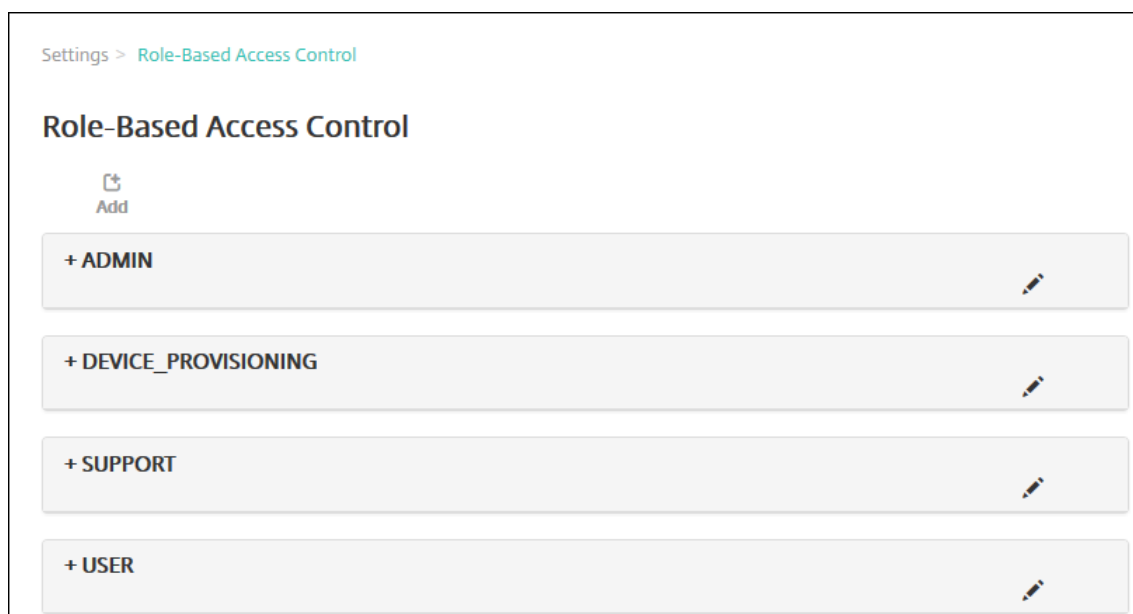 Settings > Role-Based Access Control
Role-Based Access Control
Add
+ ADMIN
+ DEVICE_PROVISIONING
+ SUPPORT
+ USER